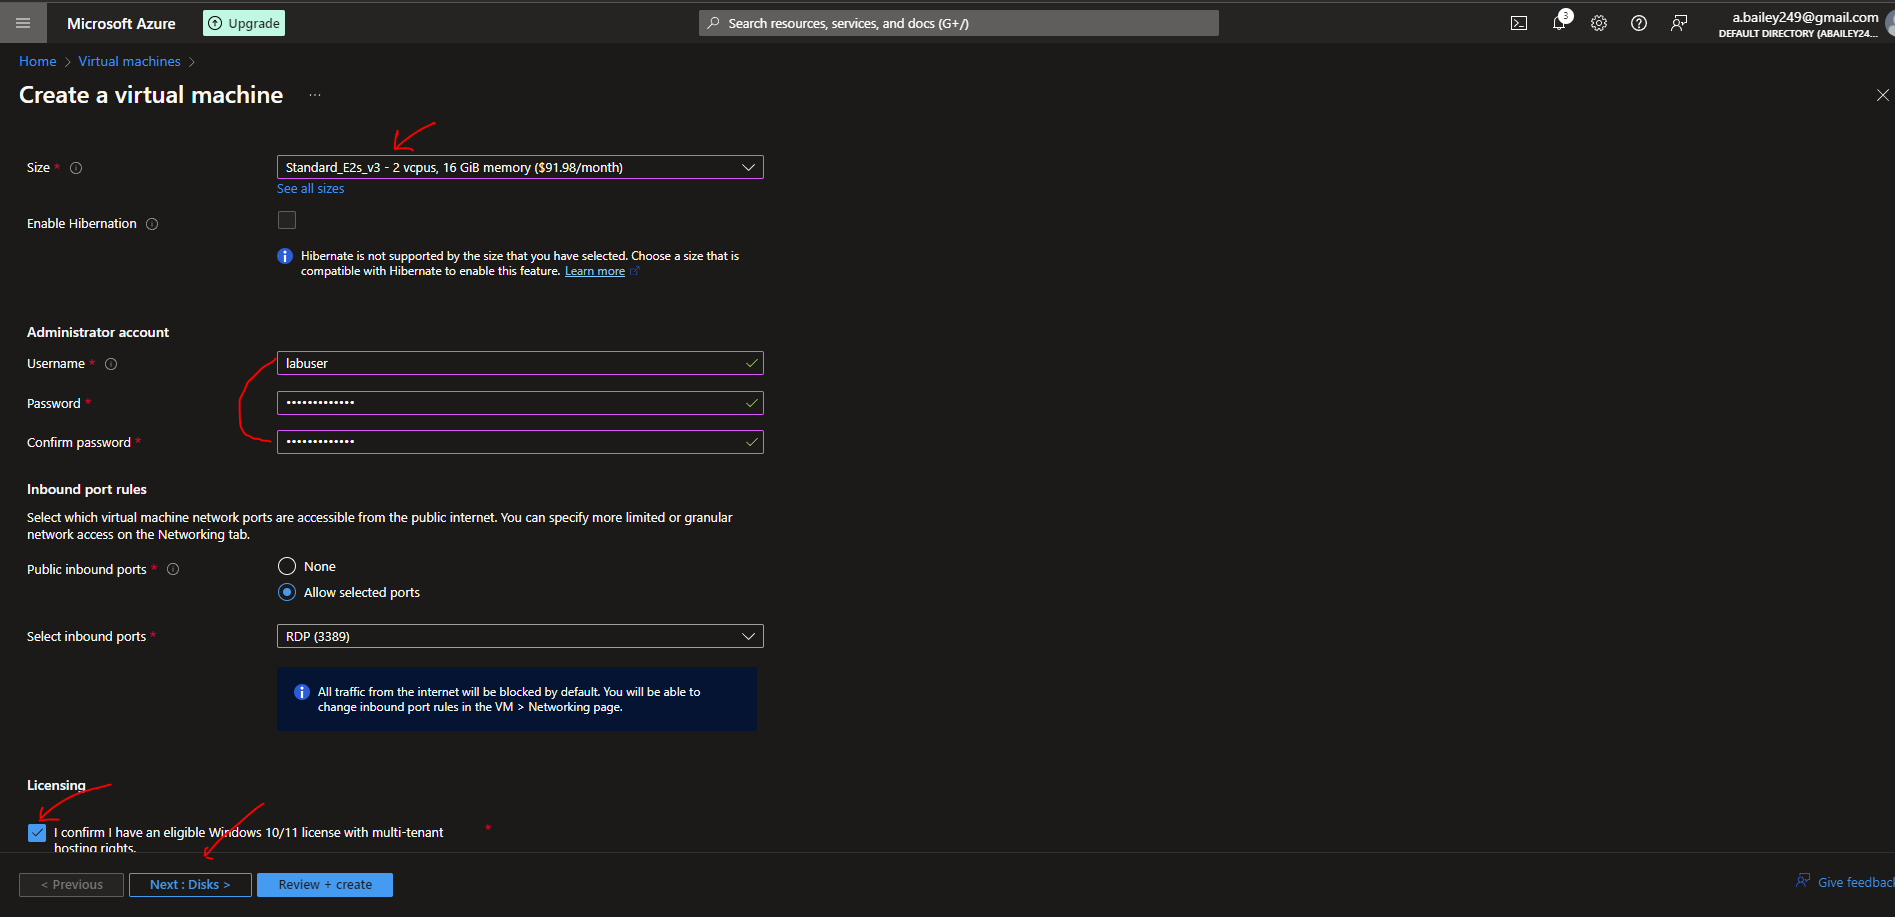 Microsoft Azure
Upgrade
Search resources, services, and docs (G+/)
3
a.bailey249@gmail.com
DEFAULT DIRECTORY (ABAILEY24...
Home > Virtual machines >
Create a virtual machine ...
Size *
Standard_E2s_v3 - 2 vcpus, 16 GiB memory ($91.98/month)
See all sizes
Enable Hibernation
Hibernate is not supported by the size that you have selected. Choose a size that is
compatible with Hibernate to enable this feature. Learn more
Administrator account
Username *
labuser
Password *
•••••••••••••
Confirm password *
•••••••••••••
Inbound port rules
Select which virtual machine network ports are accessible from the public internet. You can specify more limited or granular
network access on the Networking tab.
Public inbound ports *
None
Allow selected ports
Select inbound ports *
RDP (3389)
All traffic from the internet will be blocked by default. You will be able to
change inbound port rules in the VM > Networking page.
Licensing
I confirm I have an eligible Windows 10/11 license with multi-tenant *
hosting rights.
< Previous
Next : Disks >
Review + create
Give feedback